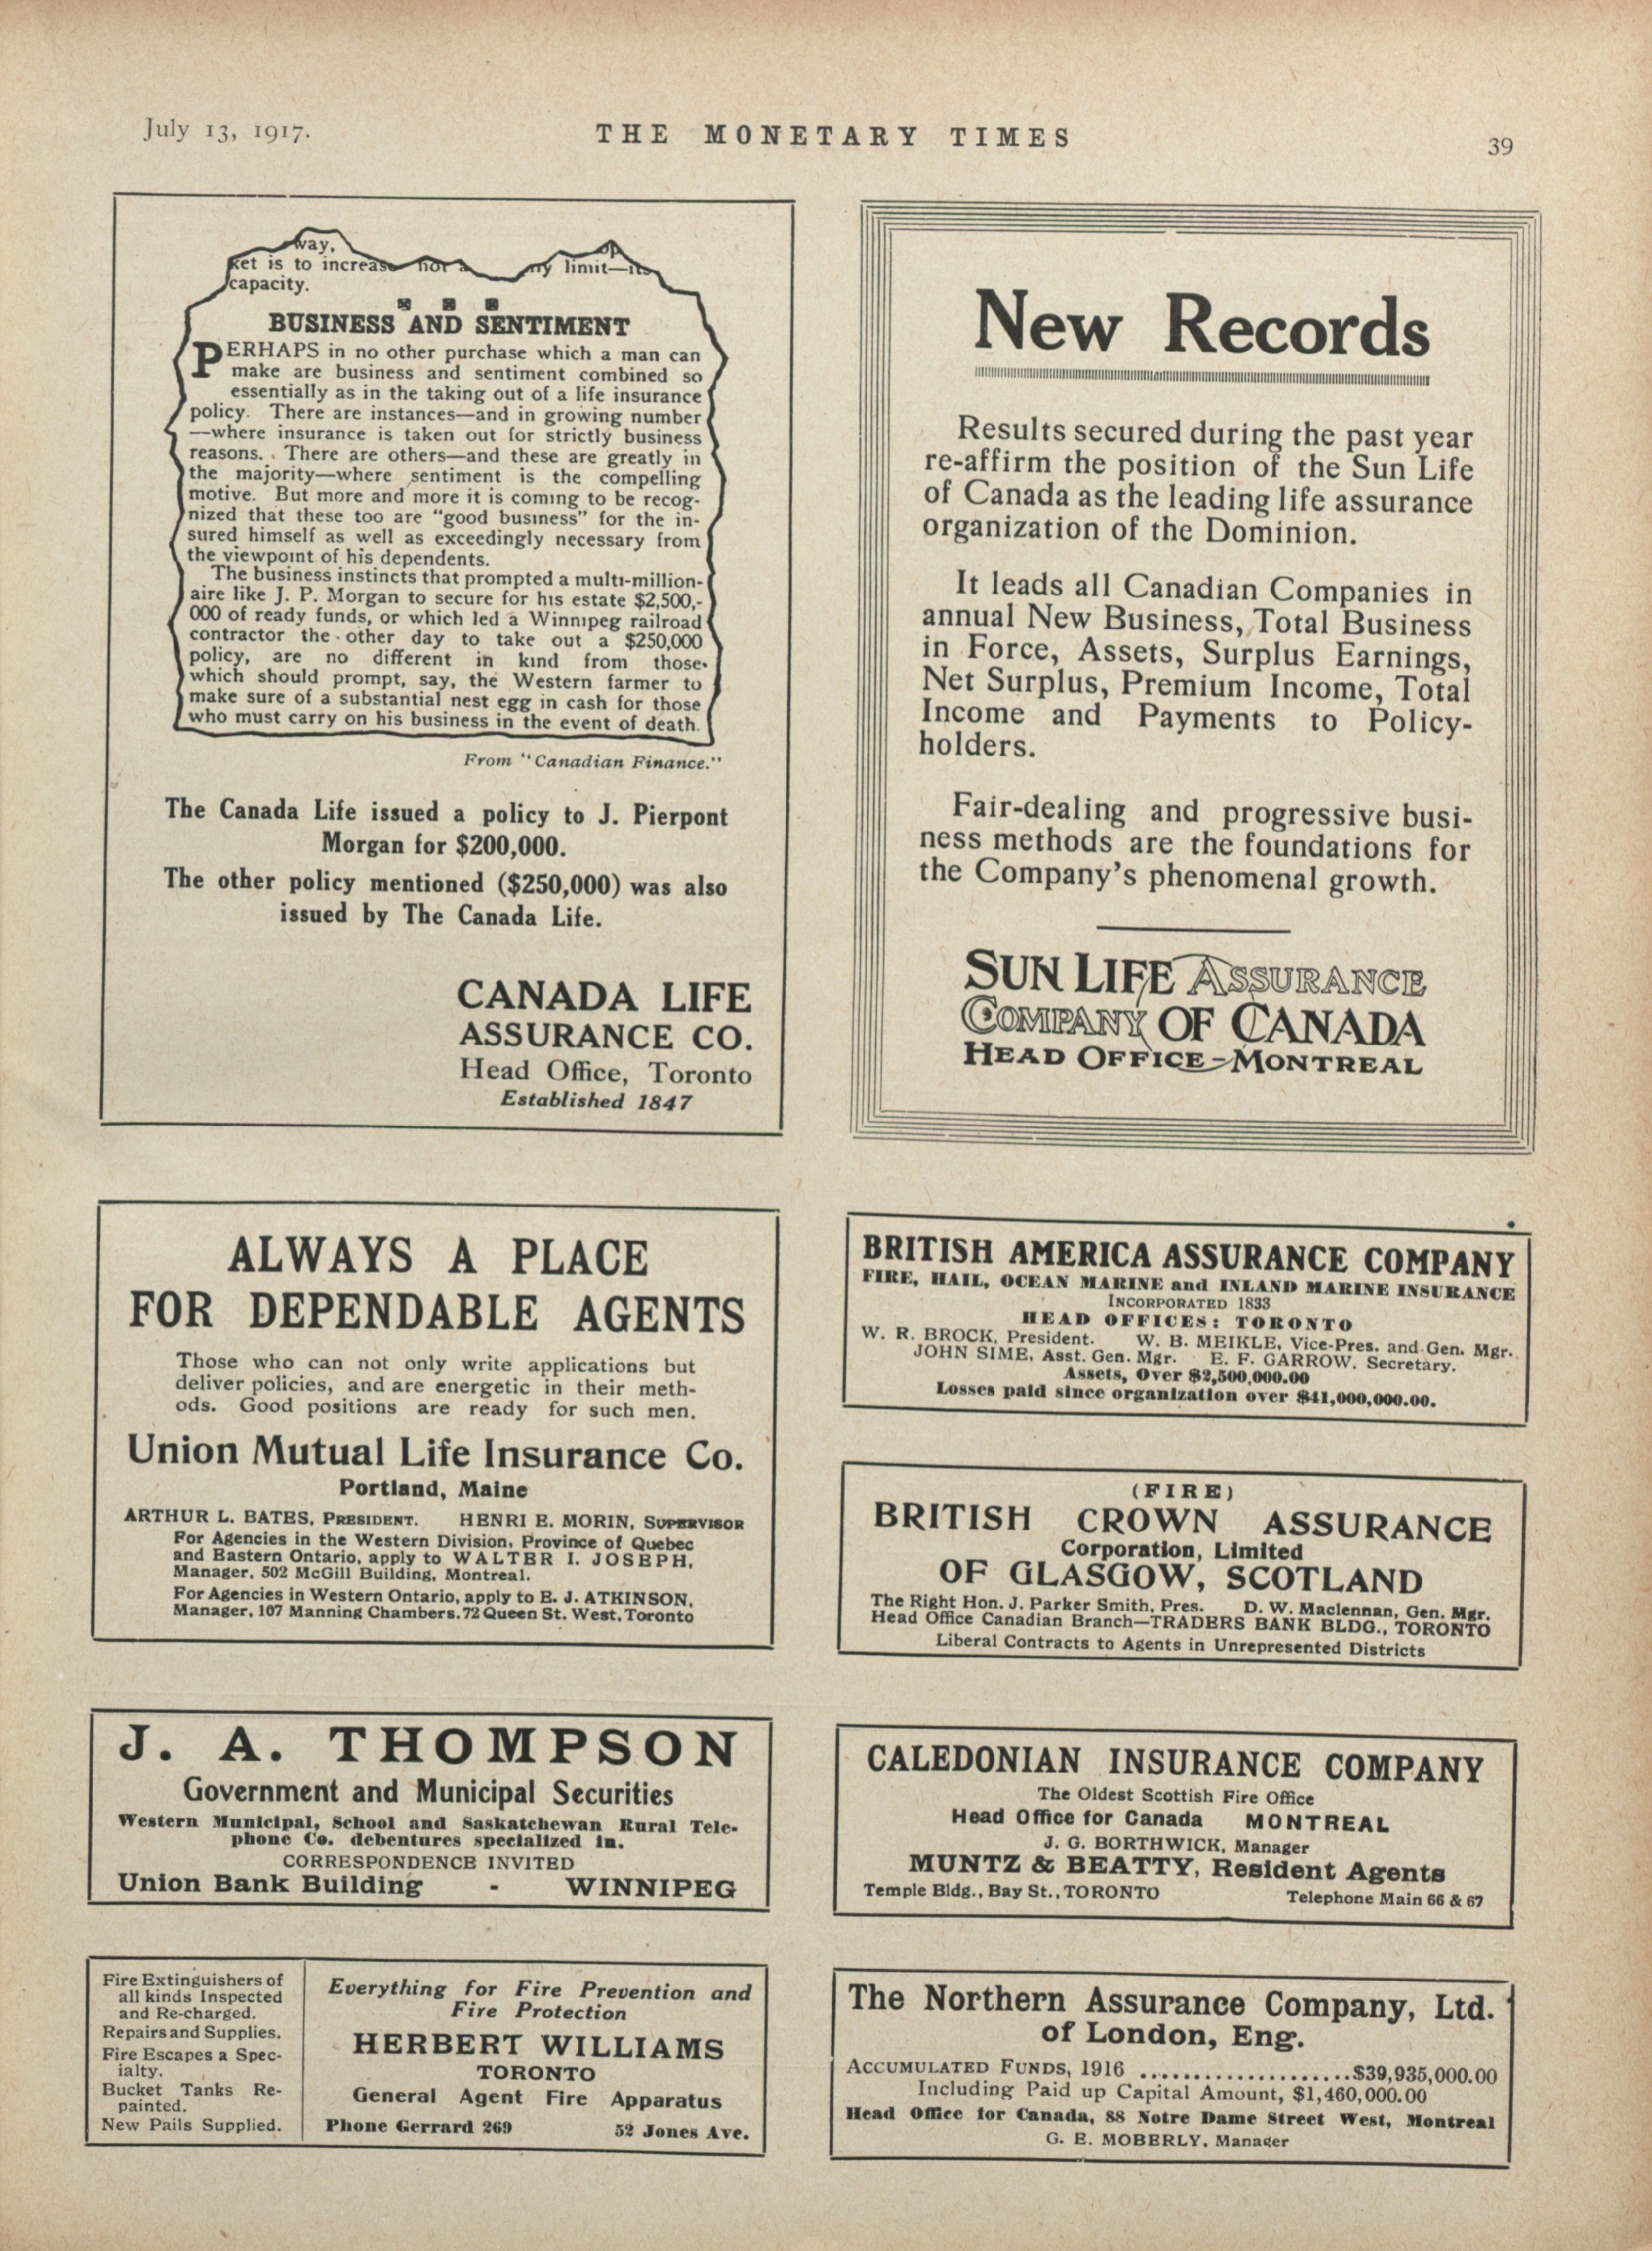 July 13, 1917.
THE MONETARY TIMES
39
way,
ket is to increase nor a
ny limit—its
capacity.
BUSINESS AND SENTIMENT
PERHAPS in no other purchase which a man can
make are business and sentiment combined so
essentially as in the taking out of a life insurance
policy. There are instances—and in growing number
—where insurance is taken out for strictly business
reasons. There are others—and these are greatly in
the majority—where sentiment is the compelling
motive. But more and more it is coming to be recog-
nized that these too are "good business" for the in-
sured himself as well as exceedingly necessary from
the viewpoint of his dependents.
The business instincts that prompted a multi-million-
aire like J. P. Morgan to secure for his estate $2,500,-
000 of ready funds, or which led a Winnipeg railroad
contractor the other day to take out a $250,000
policy, are no different in kind from those
which should prompt, say, the Western farmer to
make sure of a substantial nest egg in cash for those
who must carry on his business in the event of death.
From "Canadian Finance."
The Canada Life issued a policy to J. Pierpont
Morgan for $200,000.
The other policy mentioned ($250,000) was also
issued by The Canada Life.
CANADA LIFE
ASSURANCE CO.
Head Office, Toronto
Established 1847
New Records
Results secured during the past year
re-affirm the position of the Sun Life
of Canada as the leading life assurance
organization of the Dominion.
It leads all Canadian Companies in
annual New Business, Total Business
in Force, Assets, Surplus Earnings,
Net Surplus, Premium Income, Total
Income and Payments to Policy-
holders.
Fair-dealing and progressive busi-
ness methods are the foundations for
the Company's phenomenal growth.
SUN LIFE ASSURANCE
COMPANY OF CANADA
HEAD OFFICE-MONTREAL
ALWAYS A PLACE
FOR DEPENDABLE AGENTS
Those who can not only write applications but
deliver policies, and are energetic in their meth-
ods. Good positions are ready for such men.
Union Mutual Life Insurance Co.
Portland, Maine
ARTHUR L. BATES, PRESIDENT. HENRI E. MORIN, SUPERVISOR
For Agencies in the Western Division, Province of Quebec
and Eastern Ontario, apply to WALTER I. JOSEPH,
Manager, 502 McGill Building, Montreal.
For Agencies in Western Ontario, apply to E. J. ATKINSON,
Manager, 107 Manning Chambers, 72 Queen St. West, Toronto
BRITISH AMERICA ASSURANCE COMPANY
FIRE, HAIL, OCEAN MARINE and INLAND MARINE INSURANCE
INCORPORATED 1833
HEAD OFFICES: TORONTO
W. R. BROCK, President. W. B. MEIKLE, Vice-Pres. and Gen. Mgr.
JOHN SIME, Asst. Gen. Mgr. E. F. GARROW, Secretary.
Assets, Over $2,500,000.00
Losses paid since organization over $41,000,000.00.
(FIRE)
BRITISH CROWN ASSURANCE
Corporation, Limited
OF GLASGOW, SCOTLAND
The Right Hon. J. Parker Smith, Pres. D. W. Maclennan, Gen. Mgr.
Head Office Canadian Branch—TRADERS BANK BLDG., TORONTO
Liberal Contracts to Agents in Unrepresented Districts
J. A. THOMPSON
Government and Municipal Securities
Western Municipal, School and Saskatchewan Rural Tele-
phone Co. debentures specialized in.
CORRESPONDENCE INVITED
Union Bank Building - WINNIPEG
CALEDONIAN INSURANCE COMPANY
The Oldest Scottish Fire Office
Head Office for Canada MONTREAL
J. G. BORTHWICK, Manager
MUNTZ & BEATTY, Resident Agents
Temple Bldg., Bay St., TORONTO Telephone Main 66 & 67
Fire Extinguishers of
all kinds Inspected
and Re-charged.
Repairs and Supplies.
Fire Escapes a Spec-
ialty.
Bucket Tanks Re-
painted.
New Pails Supplied.
Everything for Fire Prevention and
Fire Protection
HERBERT WILLIAMS
TORONTO
General Agent Fire Apparatus
Phone Gerrard 269 52 Jones Ave.
The Northern Assurance Company, Ltd.
of London, Eng.
ACCUMULATED FUNDS, 1916 ....................$39,935,000.00
Including Paid up Capital Amount, $1,460,000.00
Head Office for Canada, 88 Notre Dame Street West, Montreal
G. E. MOBERLY, Manager